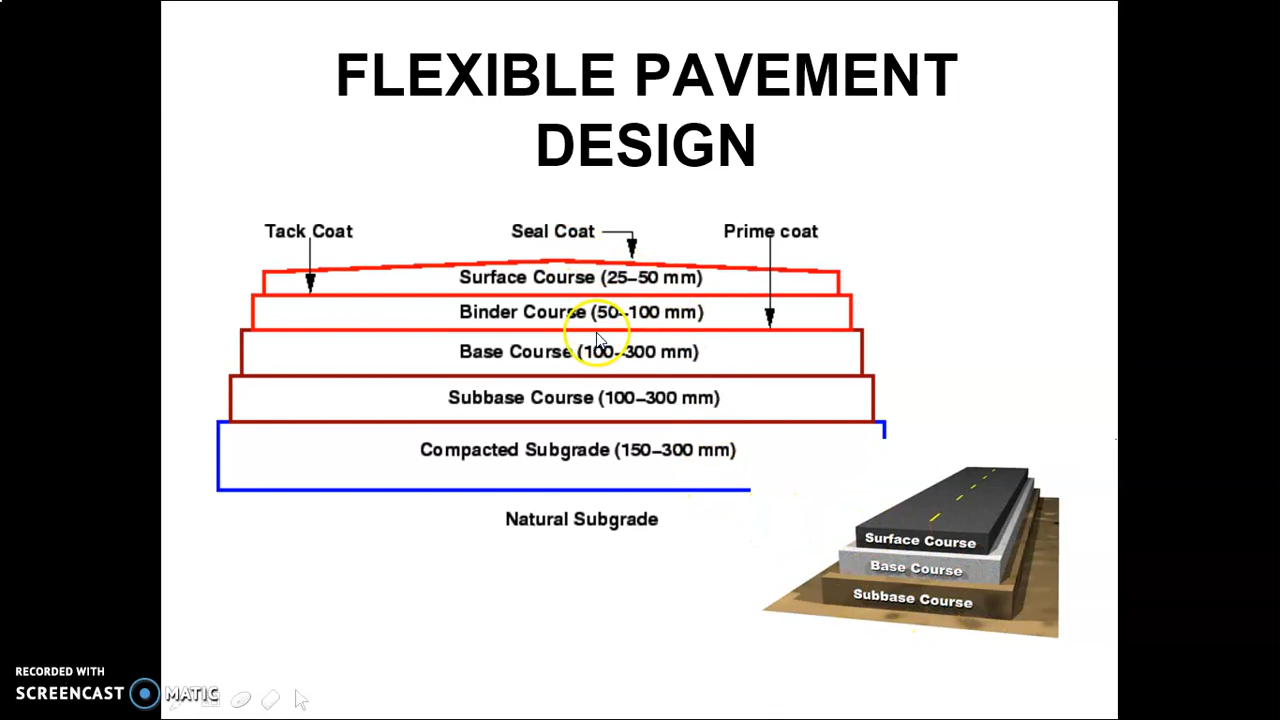 FLEXIBLE PAVEMENT
DESIGN
Tack Coat
Seal Coat
Prime coat
Surface Course (25–50 mm)
Binder Course (50–100 mm)
Base Course (100–300 mm)
Subbase Course (100–300 mm)
Compacted Subgrade (150–300 mm)
Natural Subgrade
Surface Course
Base Course
Subbase Course
RECORDED WITH
SCREENCAST MATIC